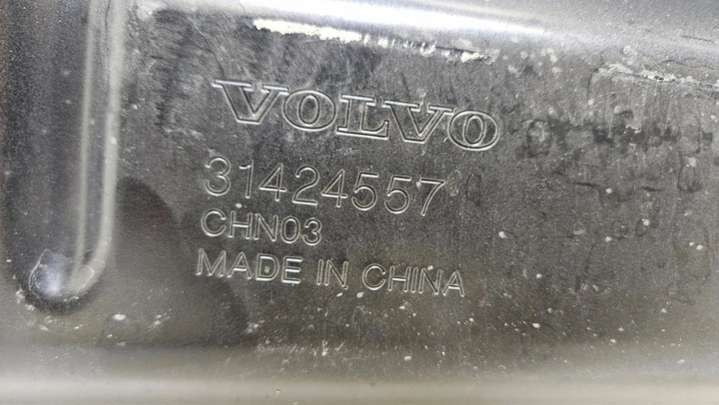 VOLVO
31424557
CHN03
MADE IN CHINA